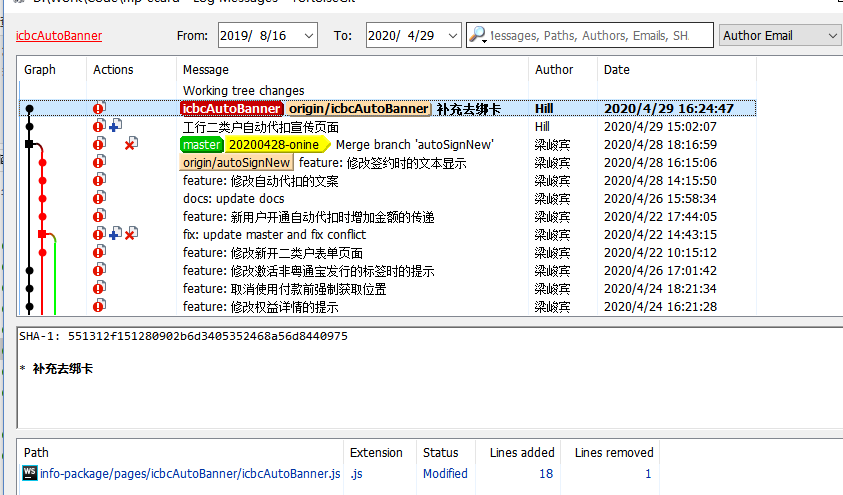 icbcAutoBanner From: 2019/ 8/16 To: 2020/ 4/29 Messages, Paths, Authors, Emails, SH. Author Email
Graph Actions Message Author Date
Working tree changes
icbcAutoBanner origin/icbcAutoBanner 补充去绑卡 Hill 2020/4/29 16:24:47
工行二类户自动代扣宣传页面 Hill 2020/4/29 15:02:07
master 20200428-onine Merge branch 'autoSignNew' 梁峻宾 2020/4/28 18:16:59
origin/autoSignNew feature: 修改签约时的文本显示 梁峻宾 2020/4/28 16:15:06
feature: 修改自动代扣的文案 梁峻宾 2020/4/28 14:15:50
docs: update docs 梁峻宾 2020/4/26 15:58:34
feature: 新用户开通自动代扣时增加金额的传递 梁峻宾 2020/4/22 17:44:05
fix: update master and fix conflict 梁峻宾 2020/4/22 14:43:15
feature: 修改新开二类户表单页面 梁峻宾 2020/4/22 10:15:12
feature: 修改激活非粤通宝发行的标签时的提示 梁峻宾 2020/4/26 17:01:42
feature: 取消使用付款前强制获取位置 梁峻宾 2020/4/24 18:21:34
feature: 修改权益详情的提示 梁峻宾 2020/4/24 16:21:28
SHA-1: 551312f151280902b6d3405352468a56d8440975
* 补充去绑卡
Path Extension Status Lines added Lines removed
WS info-package/pages/icbcAutoBanner/icbcAutoBanner.js .js Modified 18 1